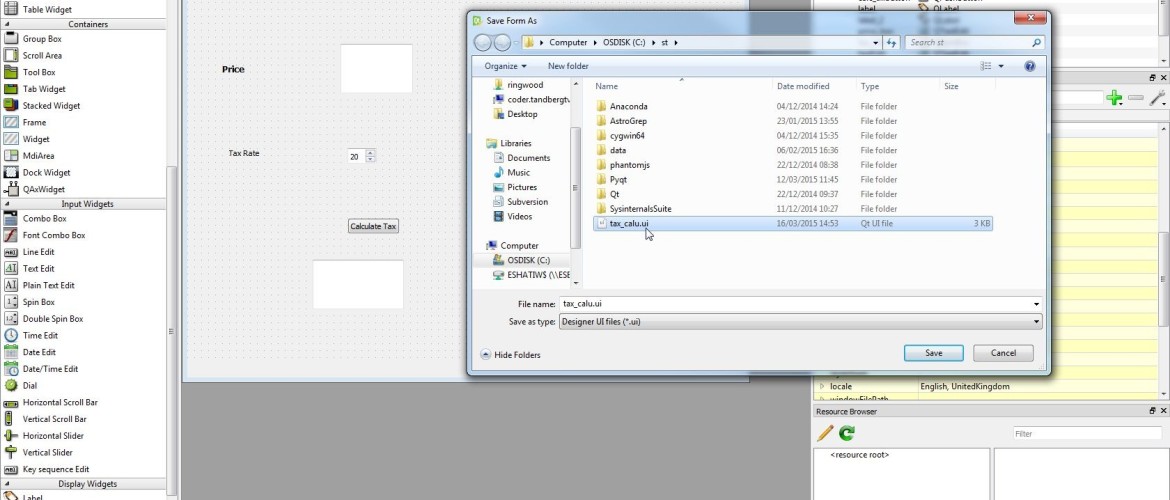 Table Widget
Containers
Group Box
Scroll Area
Tool Box
Tab Widget
Stacked Widget
Frame
Widget
MdiArea
Dock Widget
QAxWidget
Input Widgets
Combo Box
Font Combo Box
Line Edit
Text Edit
Plain Text Edit
Spin Box
Double Spin Box
Time Edit
Date Edit
Date/Time Edit
Dial
Horizontal Scroll Bar
Vertical Scroll Bar
Horizontal Slider
Vertical Slider
Key sequence Edit
Display Widgets
Label
Price
Tax Rate
20
Calculate Tax
Save Form As
Computer
OSDISK (C:)
st
Search st
Organize
New folder
ringwood
coder.tandbergtv
Desktop
Libraries
Documents
Music
Pictures
Subversion
Videos
Computer
OSDISK (C:)
ESHATIW$ (\\ESE
Name Date modified Type Size
Anaconda 04/12/2014 14:24 File folder
AstroGrep 23/01/2015 13:55 File folder
cygwin64 04/12/2014 15:35 File folder
data 06/02/2015 16:36 File folder
phantomjs 22/12/2014 08:38 File folder
Pyqt 12/03/2015 11:45 File folder
Qt 22/12/2014 09:37 File folder
SysinternalsSuite 11/12/2014 10:27 File folder
tax_calu.ui 16/03/2015 14:53 Qt UI file 3 KB
File name: tax_calu.ui
Save as type: Designer UI files (*.ui)
Hide Folders
Save
Cancel
label QLabel
locale English, UnitedKingdom
windowFilePath
Resource Browser
Filter
<resource root>